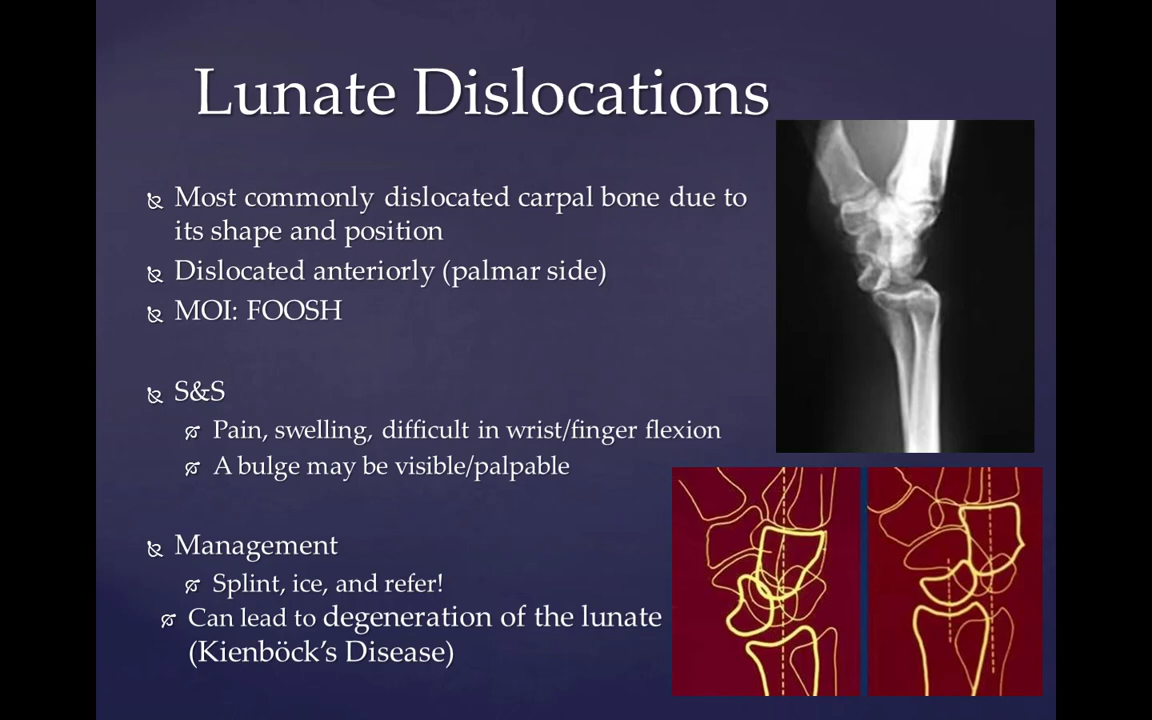 Lunate Dislocations
Most commonly dislocated carpal bone due to
its shape and position
Dislocated anteriorly (palmar side)
MOI: FOOSH
S&S
Pain, swelling, difficult in wrist/finger flexion
A bulge may be visible/palpable
Management
Splint, ice, and refer!
Can lead to degeneration of the lunate
(Kienböck’s Disease)